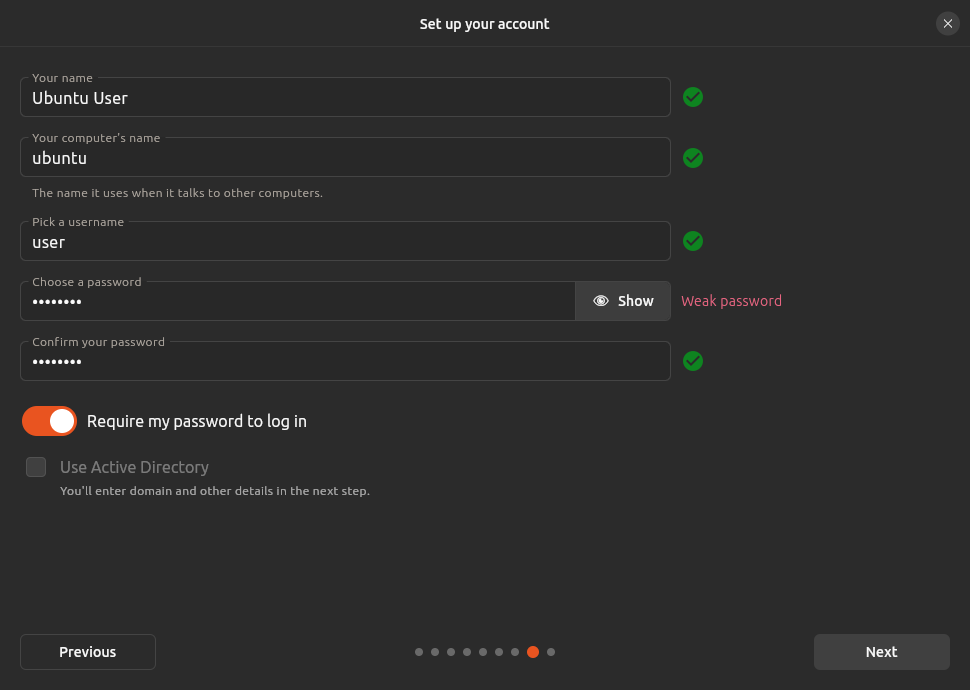 Set up your account
Your name
Ubuntu User
Your computer's name
ubuntu
The name it uses when it talks to other computers.
Pick a username
user
Choose a password
••••••••
Show
Weak password
Confirm your password
••••••••
Require my password to log in
Use Active Directory
You'll enter domain and other details in the next step.
Previous
Next